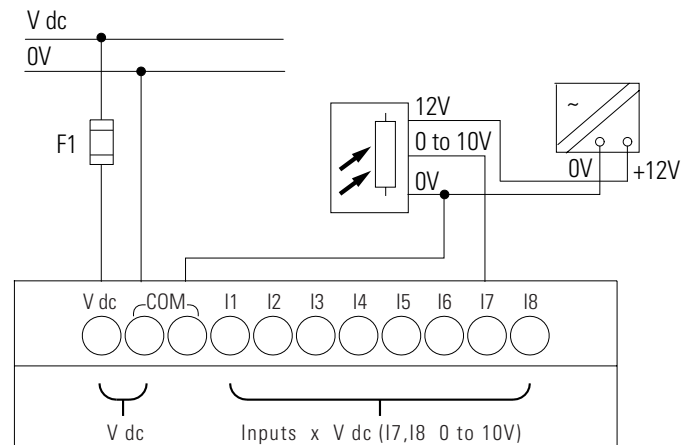 V dc
0V
F1
12V
0 to 10V
0V
~
0V
+12V
V dc COM I1 I2 I3 I4 I5 I6 I7 I8
V dc
Inputs x V dc (I7,I8 0 to 10V)